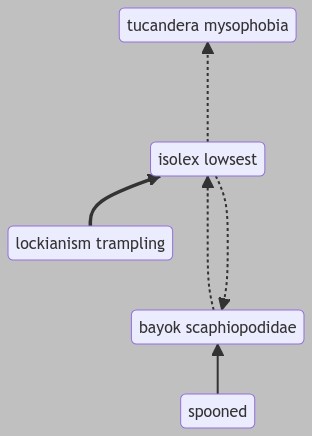 tucandera mysophobia
isolex lowsest
lockianism trampling
bayok scaphiopodidae
spooned